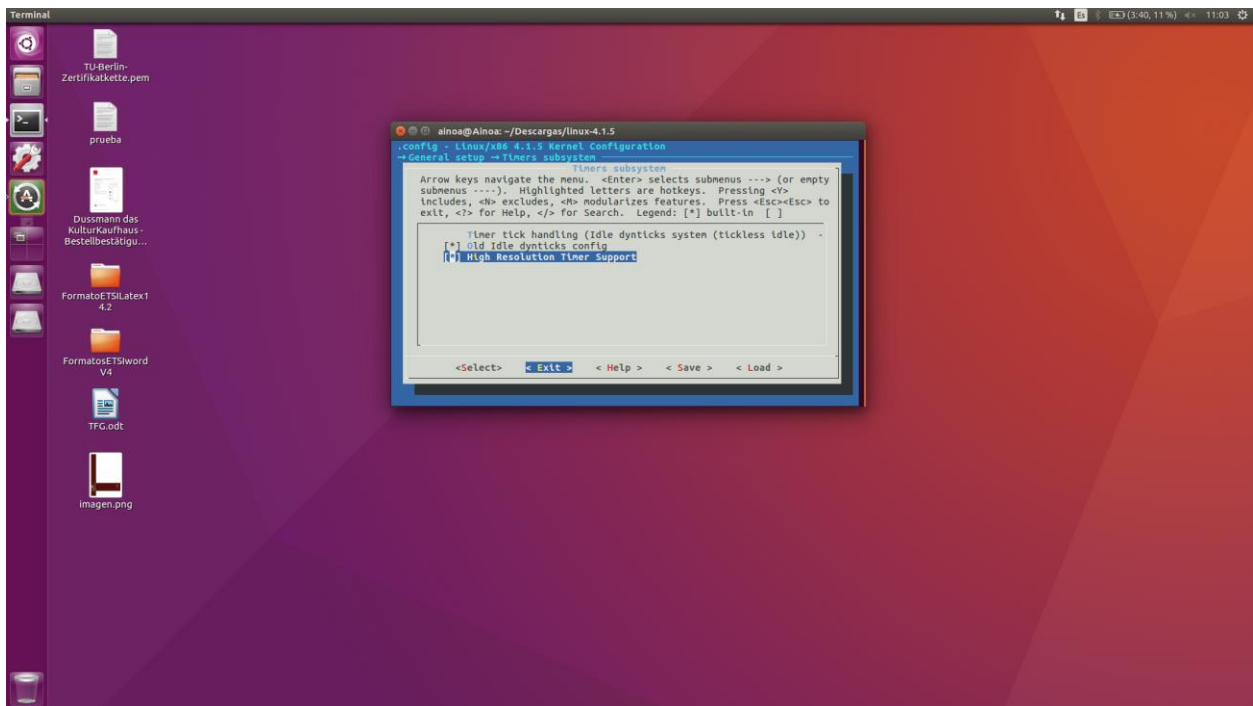 Terminal
Es
(3:40, 11 %)
11:03
TU-Berlin-
Zertifikatkette.pem
prueba
Dussmann das
KulturKaufhaus -
Bestellbestätigu...
FormatoETSILatex1
4.2
FormatosETSIword
V4
TFG.odt
imagen.png
ainoa@Ainoa: ~/Descargas/linux-4.1.5
.config - Linux/x86 4.1.5 Kernel Configuration
→ General setup → Timers subsystem
Timers subsystem
Arrow keys navigate the menu. <Enter> selects submenus ---> (or empty
submenus ----). Highlighted letters are hotkeys. Pressing <Y>
includes, <N> excludes, <M> modularizes features. Press <Esc><Esc> to
exit, <?> for Help, </> for Search. Legend: [*] built-in [ ]
Timer tick handling (Idle dynticks system (tickless idle)) -
[*] Old Idle dynticks config
[*] High Resolution Timer Support
<Select> < Exit > < Help > < Save > < Load >